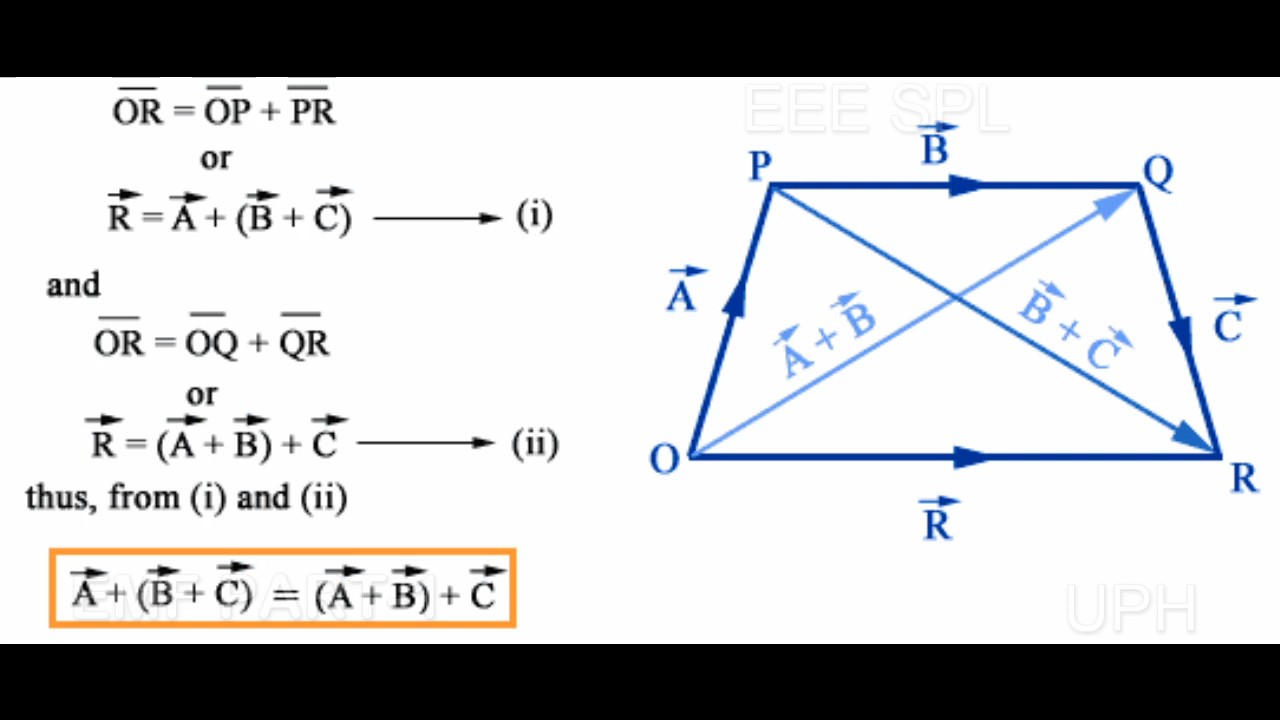 OR = OP + PR
or
R = A + (B + C) ⟶ (i)
and
OR = OQ + QR
or
R = (A + B) + C ⟶ (ii)
thus, from (i) and (ii)
A + (B + C) = (A + B) + C
EEE SPL
B
P
Q
A
A + B
B + C
C
O
R
R
UPH